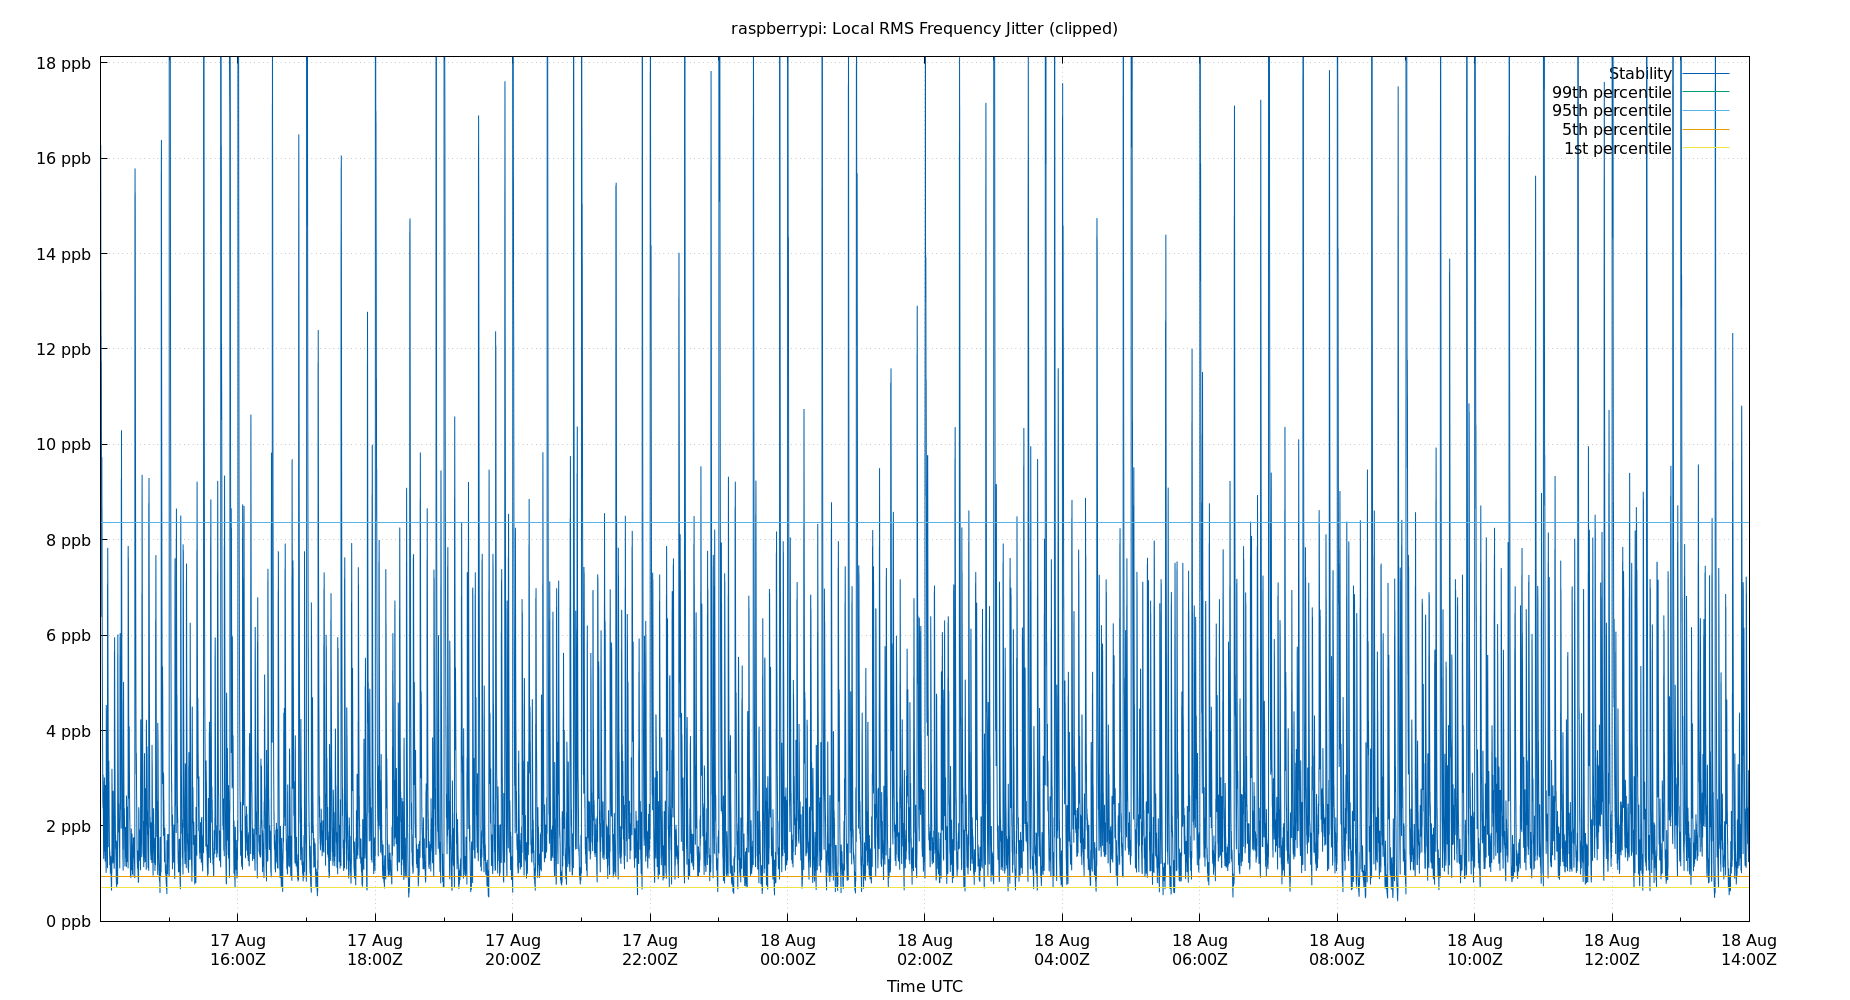 raspberrypi: Local RMS Frequency Jitter (clipped)
18 ppb
16 ppb
14 ppb
12 ppb
10 ppb
8 ppb
6 ppb
4 ppb
2 ppb
0 ppb
Stability
99th percentile
95th percentile
5th percentile
1st percentile
17 Aug 17 Aug 17 Aug 17 Aug 18 Aug 18 Aug 18 Aug 18 Aug 18 Aug 18 Aug 18 Aug 18 Aug
16:00Z 18:00Z 20:00Z 22:00Z 00:00Z 02:00Z 04:00Z 06:00Z 08:00Z 10:00Z 12:00Z 14:00Z
Time UTC